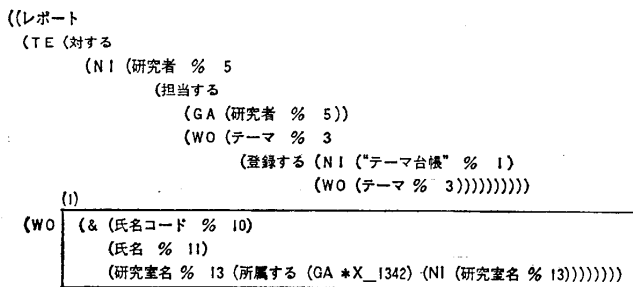 ((レポート
(TE (対する
(NI (研究者 % 5
(担当する
(GA (研究者 % 5))
(WO (テーマ % 3
(登録する (NI ("テーマ台帳" % 1)
(WO (テーマ % 3))))))))))
(1)
(WO (& (氏名コード % 10)
(氏名 % 11)
(研究室名 % 13 (所属する (GA *X_1342) (NI (研究室名 % 13))))))))